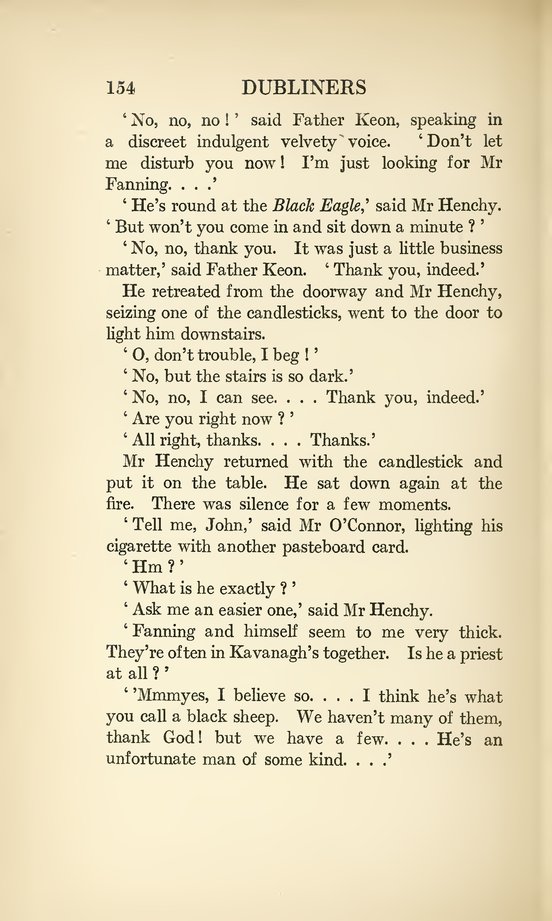 154 DUBLINERS
‘No, no, no!’ said Father Keon, speaking in
a discreet indulgent velvety voice. ‘Don’t let
me disturb you now! I’m just looking for Mr
Fanning. . . .’
‘He’s round at the Black Eagle,’ said Mr Henchy.
‘But won’t you come in and sit down a minute?’
‘No, no, thank you. It was just a little business
matter,’ said Father Keon. ‘Thank you, indeed.’
He retreated from the doorway and Mr Henchy,
seizing one of the candlesticks, went to the door to
light him downstairs.
‘O, don’t trouble, I beg!’
‘No, but the stairs is so dark.’
‘No, no, I can see. . . . Thank you, indeed.’
‘Are you right now?’
‘All right, thanks. . . . Thanks.’
Mr Henchy returned with the candlestick and
put it on the table. He sat down again at the
fire. There was silence for a few moments.
‘Tell me, John,’ said Mr O’Connor, lighting his
cigarette with another pasteboard card.
‘Hm?’
‘What is he exactly?’
‘Ask me an easier one,’ said Mr Henchy.
‘Fanning and himself seem to me very thick.
They’re often in Kavanagh’s together. Is he a priest
at all?’
‘’Mmmyes, I believe so. . . . I think he’s what
you call a black sheep. We haven’t many of them,
thank God! but we have a few. . . . He’s an
unfortunate man of some kind. . . .’